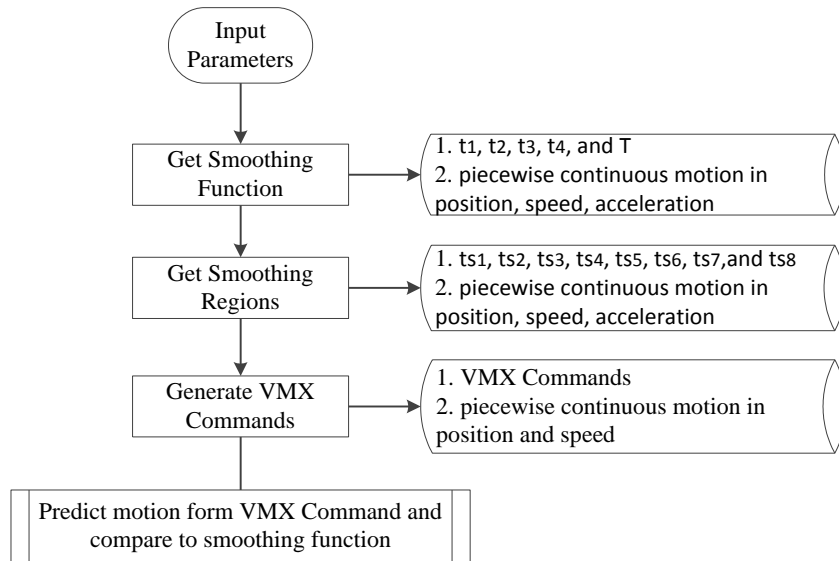 Input
Parameters
Get Smoothing
Function
1. t1, t2, t3, t4, and T
2. piecewise continuous motion in
position, speed, acceleration
Get Smoothing
Regions
1. ts1, ts2, ts3, ts4, ts5, ts6, ts7,and ts8
2. piecewise continuous motion in
position, speed, acceleration
Generate VMX
Commands
1. VMX Commands
2. piecewise continuous motion in
position and speed
Predict motion form VMX Command and
compare to smoothing function